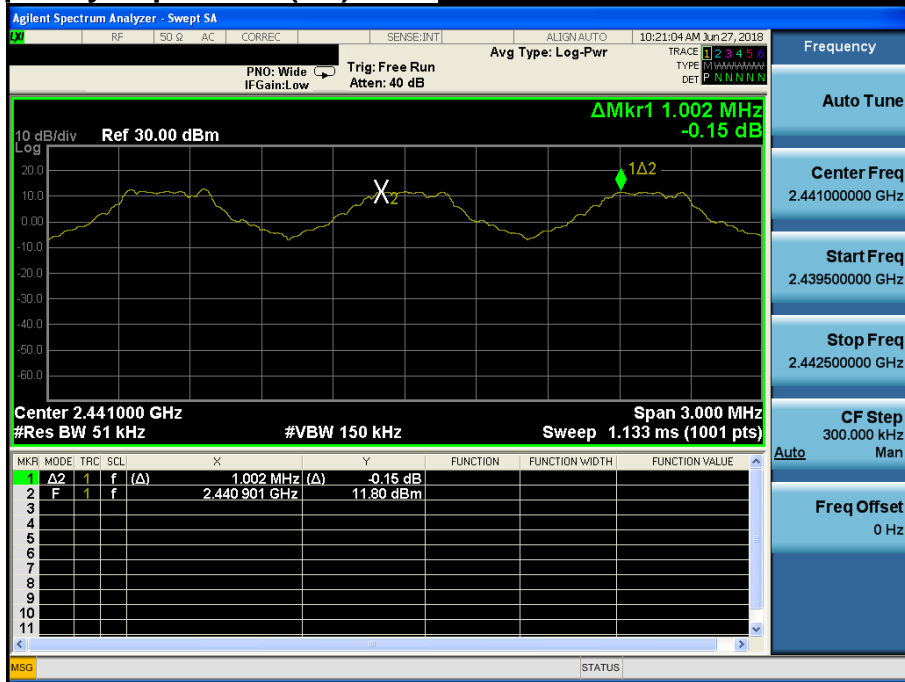 Agilent Spectrum Analyzer - Swept SA
LXI RF 50 Ω AC CORREC SENSE:INT ALIGN AUTO 10:21:04 AM Jun 27, 2018
Avg Type: Log-Pwr
TRACE 1 2 3 4 5 6
TYPE M WWWWW
DET P N N N N N
PNO: Wide
IFGain:Low
Trig: Free Run
Atten: 40 dB
Frequency
Auto Tune
Center Freq
2.441000000 GHz
Start Freq
2.439500000 GHz
Stop Freq
2.442500000 GHz
CF Step
300.000 kHz
Auto Man
Freq Offset
0 Hz
ΔMkr1 1.002 MHz
-0.15 dB
10 dB/div Ref 30.00 dBm
Log
20.0
10.0
0.00
-10.0
-20.0
-30.0
-40.0
-50.0
-60.0
X2
1Δ2
Center 2.441000 GHz Span 3.000 MHz
#Res BW 51 kHz #VBW 150 kHz Sweep 1.133 ms (1001 pts)
MKR MODE TRC SCL X Y FUNCTION FUNCTION WIDTH FUNCTION VALUE
1 Δ2 1 f (Δ) 1.002 MHz (Δ) -0.15 dB
2 F 1 f 2.440 901 GHz 11.80 dBm
3
4
5
6
7
8
9
10
11
MSG STATUS